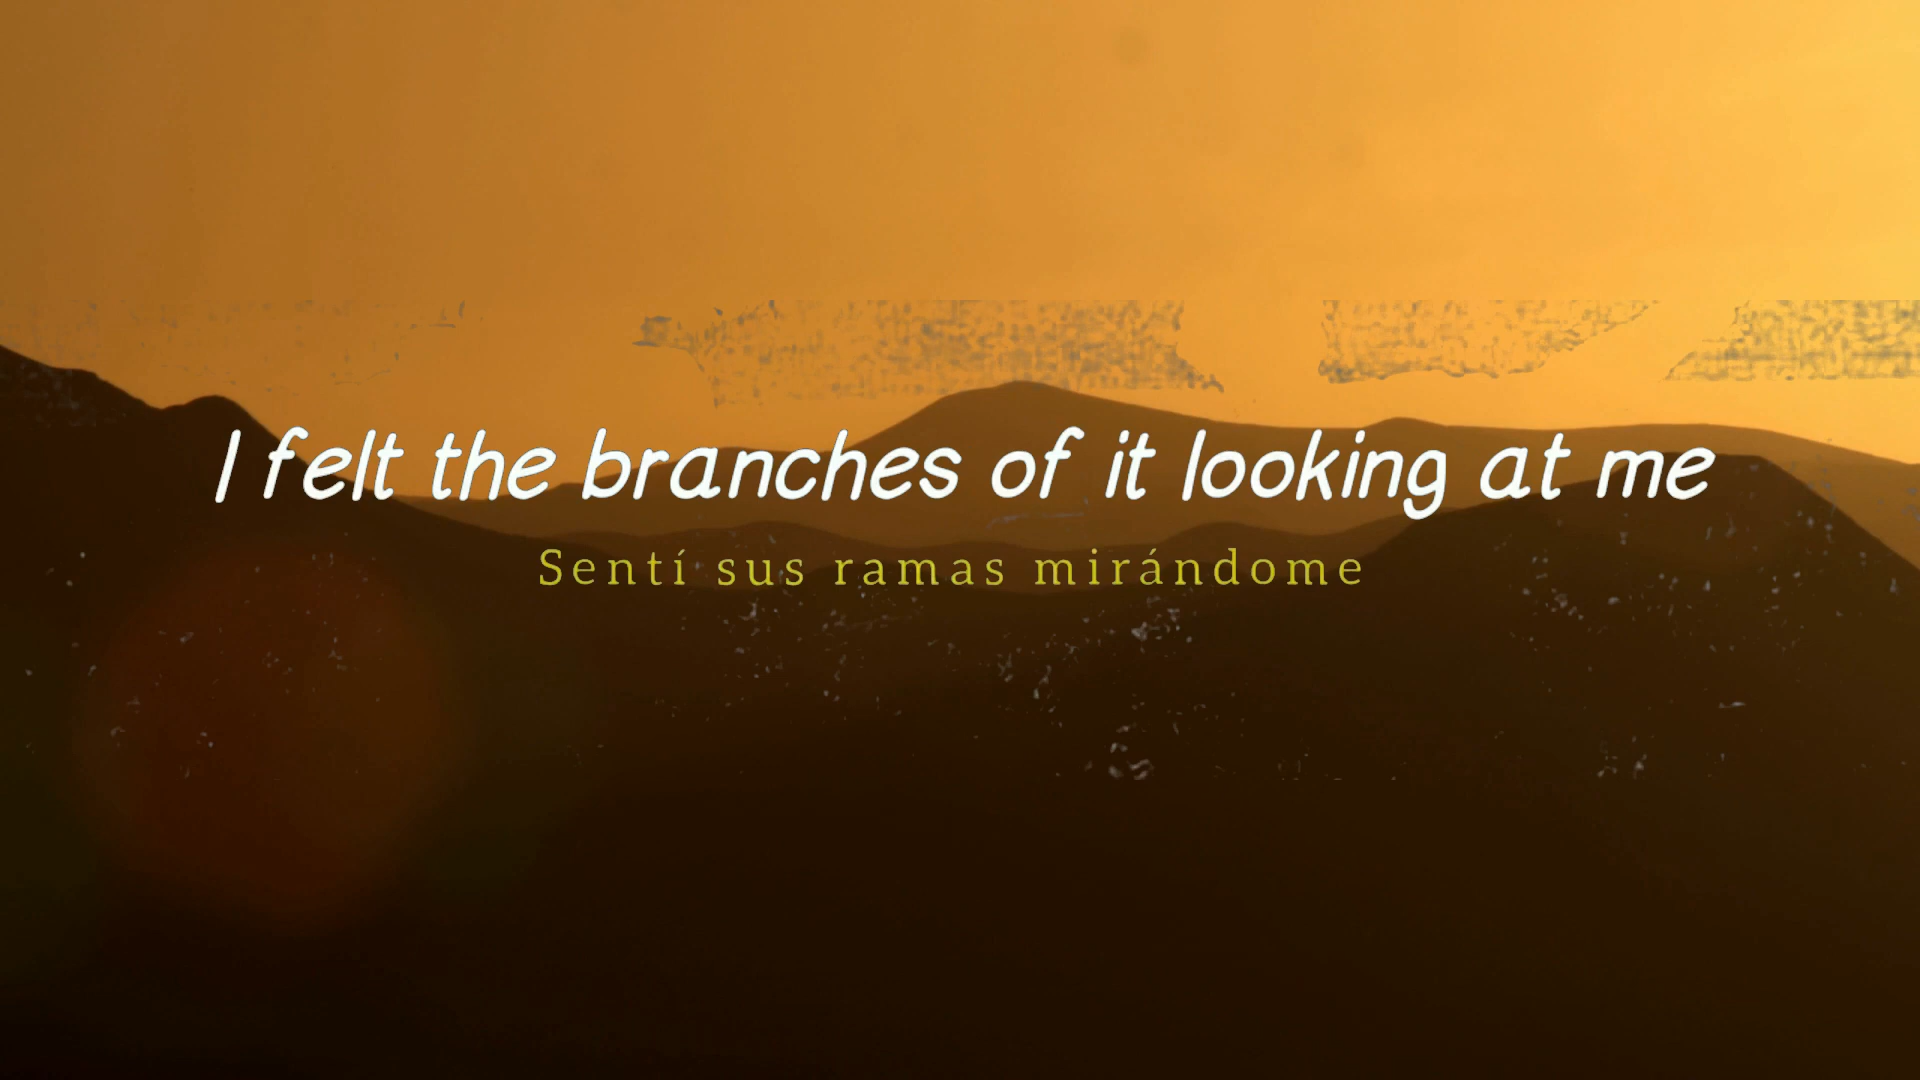 I felt the branches of it looking at me
Sentí sus ramas mirándome